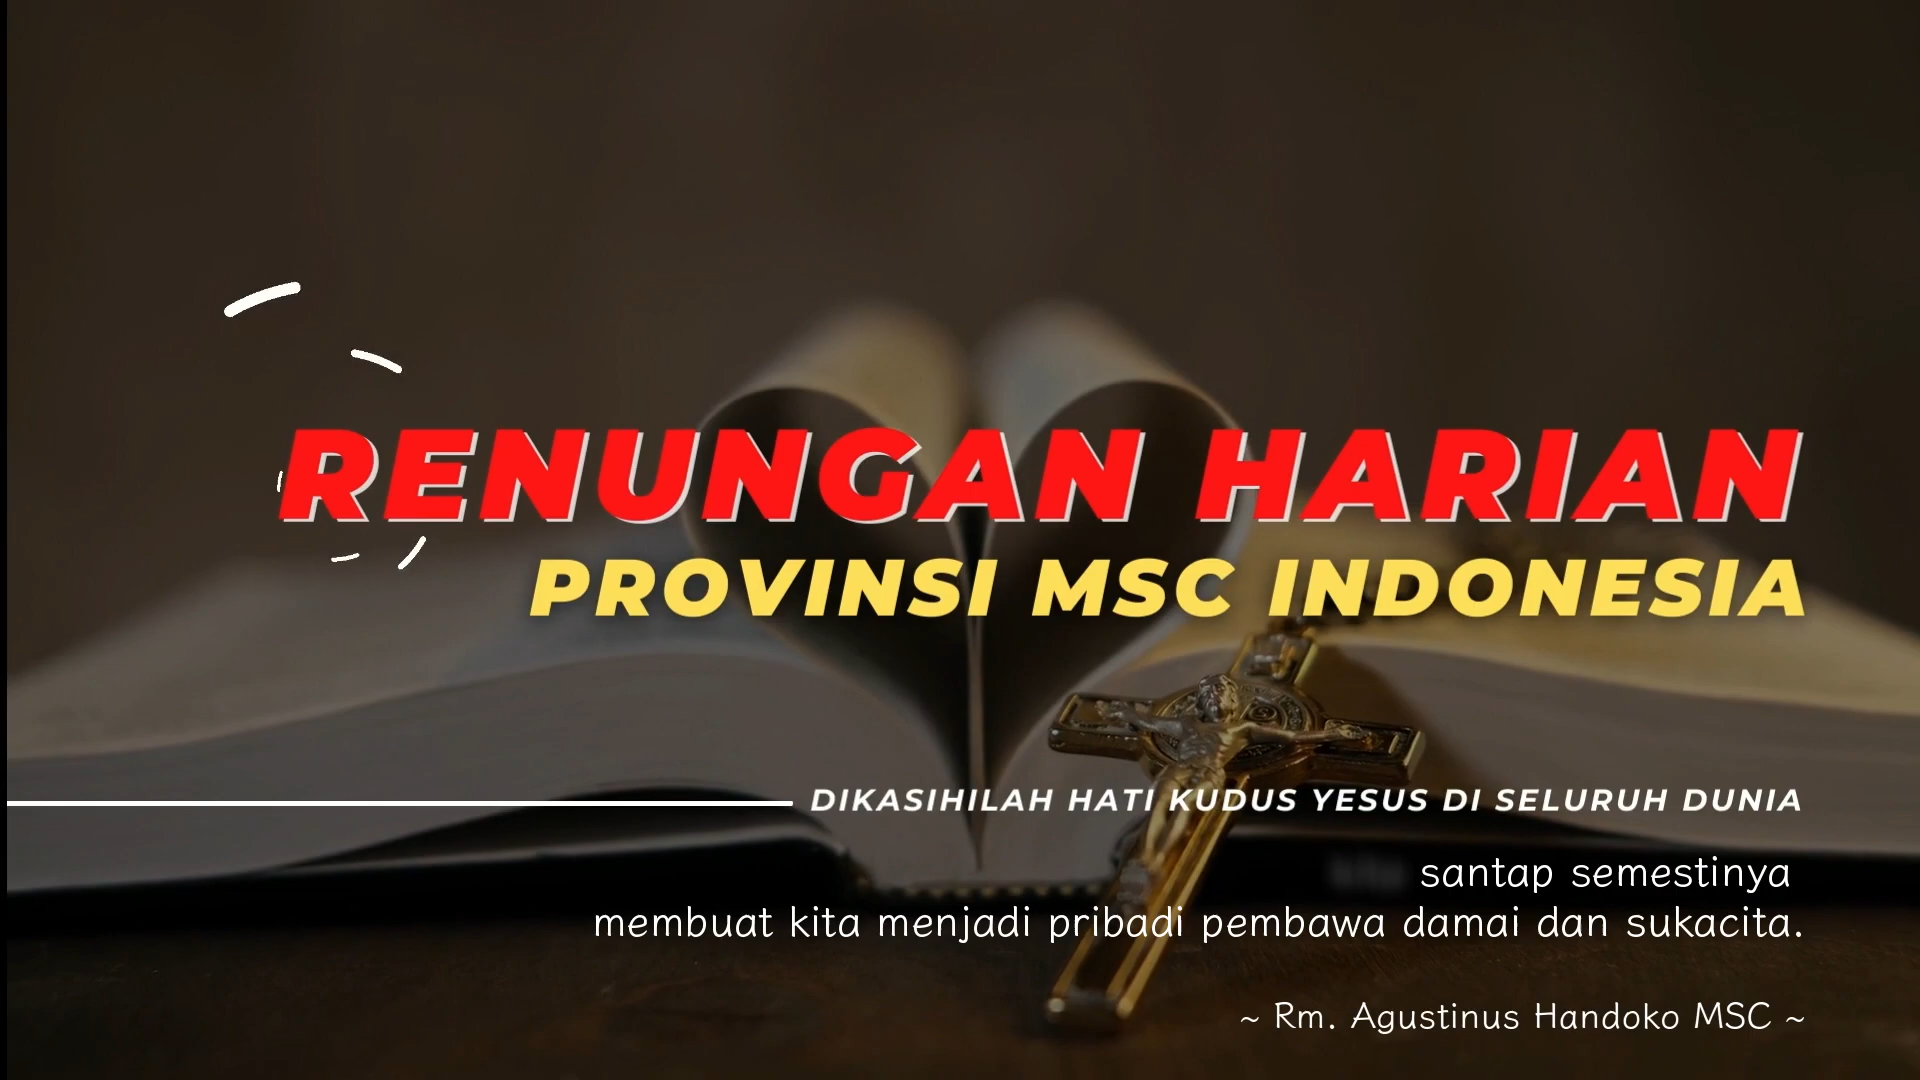 RENUNGAN HARIAN
PROVINSI MSC INDONESIA
DIKASIHILAH HATI KUDUS YESUS DI SELURUH DUNIA
santap semestinya
membuat kita menjadi pribadi pembawa damai dan sukacita.
~ Rm. Agustinus Handoko MSC ~